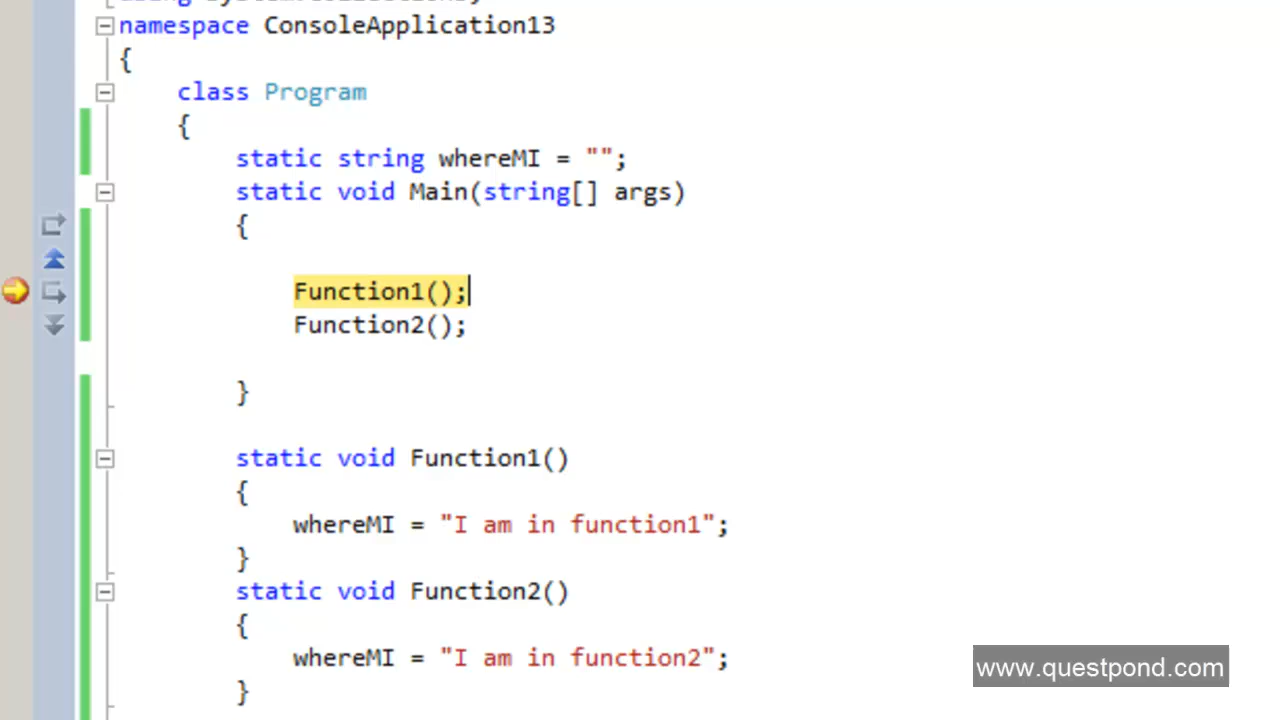 namespace ConsoleApplication13
{
class Program
{
static string whereMI = "";
static void Main(string[] args)
{
Function1();
Function2();
}
static void Function1()
{
whereMI = "I am in function1";
}
static void Function2()
{
whereMI = "I am in function2";
}
www.questpond.com